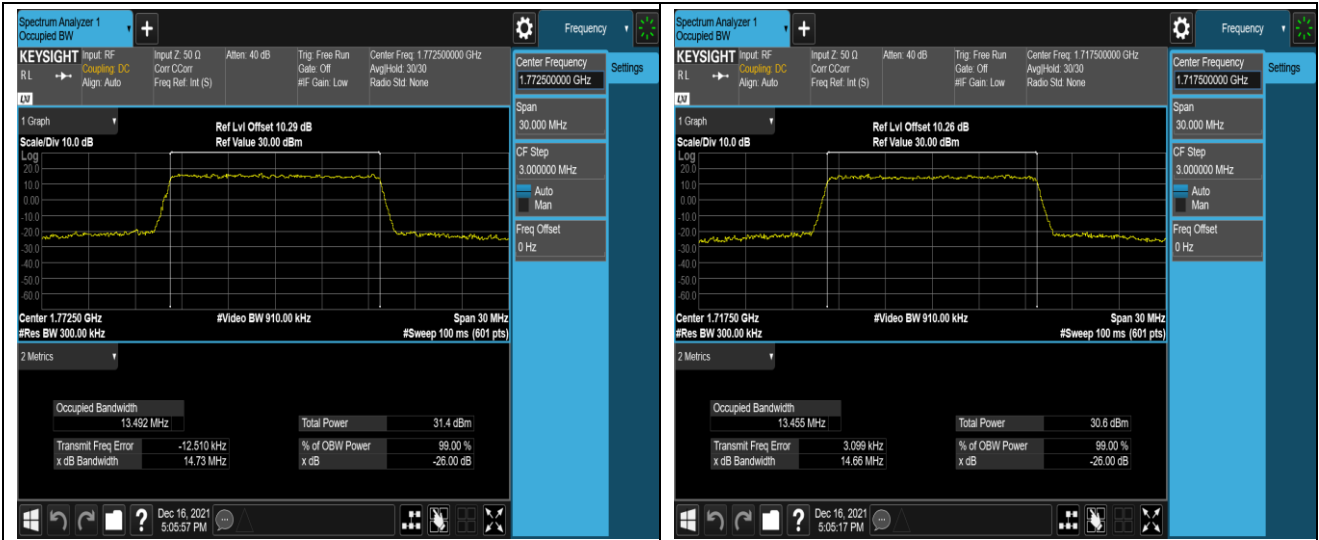 Spectrum Analyzer 1
Occupied BW
Frequency
KEYSIGHT Input: RF
Coupling: DC
Align: Auto
Input Z: 50 Ω
Corr CCorr
Freq Ref: Int (S)
Atten: 40 dB
Trig: Free Run
Gate: Off
#IF Gain: Low
Center Freq: 1.772500000 GHz
Avg|Hold: 30/30
Radio Std: None
RL
LXI
Center Frequency
1.772500000 GHz
Settings
Span
30.000 MHz
CF Step
3.000000 MHz
Auto
Man
Freq Offset
0 Hz
1 Graph
Ref Lvl Offset 10.29 dB
Scale/Div 10.0 dB
Ref Value 30.00 dBm
Log
20.0
10.0
0.00
-10.0
-20.0
-30.0
-40.0
-50.0
-60.0
Center 1.77250 GHz
#Video BW 910.00 kHz
Span 30 MHz
#Res BW 300.00 kHz
#Sweep 100 ms (601 pts)
2 Metrics
Occupied Bandwidth
13.492 MHz
Total Power 31.4 dBm
Transmit Freq Error -12.510 kHz
% of OBW Power 99.00 %
x dB Bandwidth 14.73 MHz
x dB -26.00 dB
?
Dec 16, 2021
5:05:57 PM
Spectrum Analyzer 1
Occupied BW
Frequency
KEYSIGHT Input: RF
Coupling: DC
Align: Auto
Input Z: 50 Ω
Corr CCorr
Freq Ref: Int (S)
Atten: 40 dB
Trig: Free Run
Gate: Off
#IF Gain: Low
Center Freq: 1.717500000 GHz
Avg|Hold: 30/30
Radio Std: None
RL
LXI
Center Frequency
1.717500000 GHz
Settings
Span
30.000 MHz
CF Step
3.000000 MHz
Auto
Man
Freq Offset
0 Hz
1 Graph
Ref Lvl Offset 10.26 dB
Scale/Div 10.0 dB
Ref Value 30.00 dBm
Log
20.0
10.0
0.00
-10.0
-20.0
-30.0
-40.0
-50.0
-60.0
Center 1.71750 GHz
#Video BW 910.00 kHz
Span 30 MHz
#Res BW 300.00 kHz
#Sweep 100 ms (601 pts)
2 Metrics
Occupied Bandwidth
13.455 MHz
Total Power 30.6 dBm
Transmit Freq Error 3.099 kHz
% of OBW Power 99.00 %
x dB Bandwidth 14.66 MHz
x dB -26.00 dB
?
Dec 16, 2021
5:05:17 PM